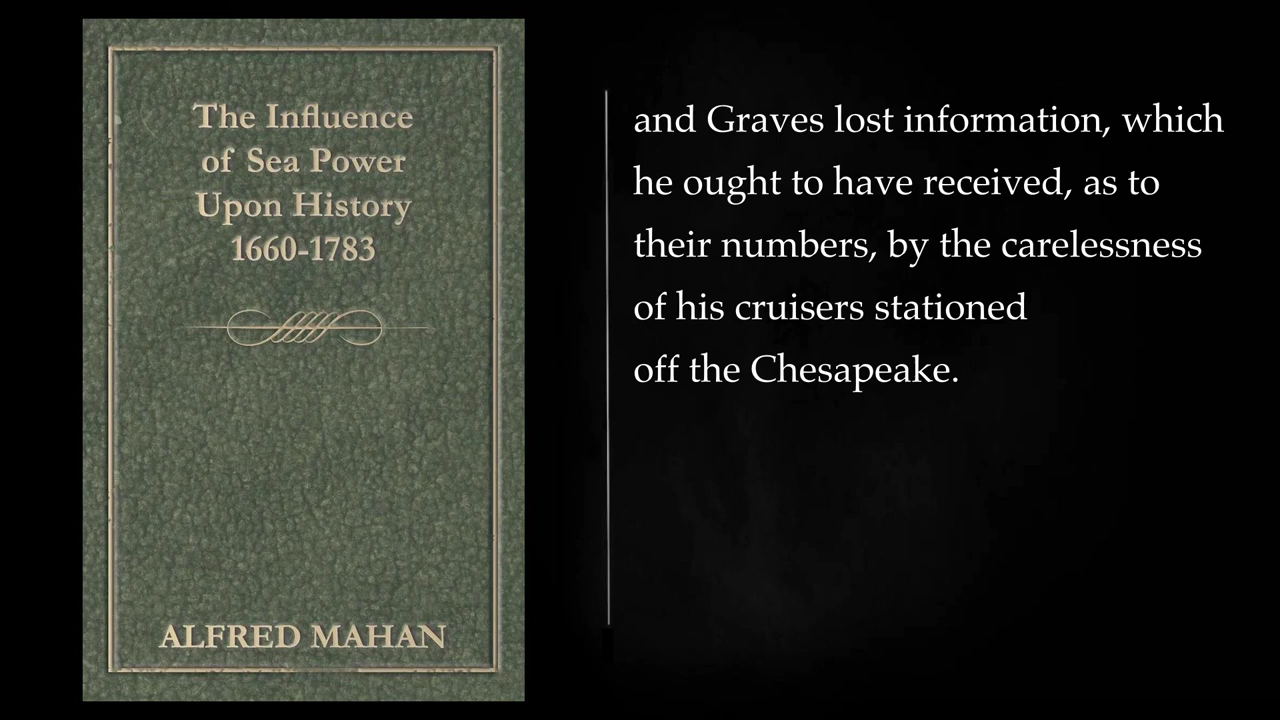 The Influence
of Sea Power
Upon History
1660-1783
ALFRED MAHAN
and Graves lost information, which
he ought to have received, as to
their numbers, by the carelessness
of his cruisers stationed
off the Chesapeake.